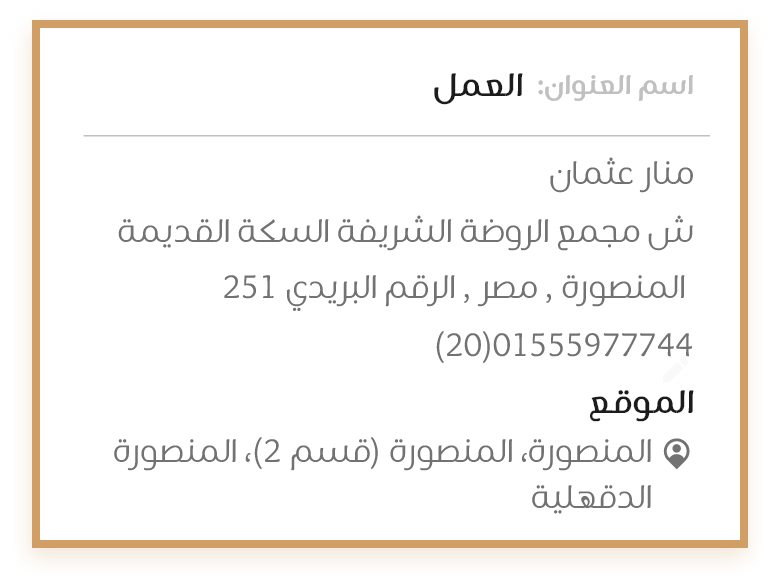 اسم العنوان: العمل
منار عثمان
ش مجمع الروضة الشريفة السكة القديمة
المنصورة , مصر , الرقم البريدي 251
(20)01555977744
الموقع
المنصورة، المنصورة (قسم 2)، المنصورة
الدقهلية